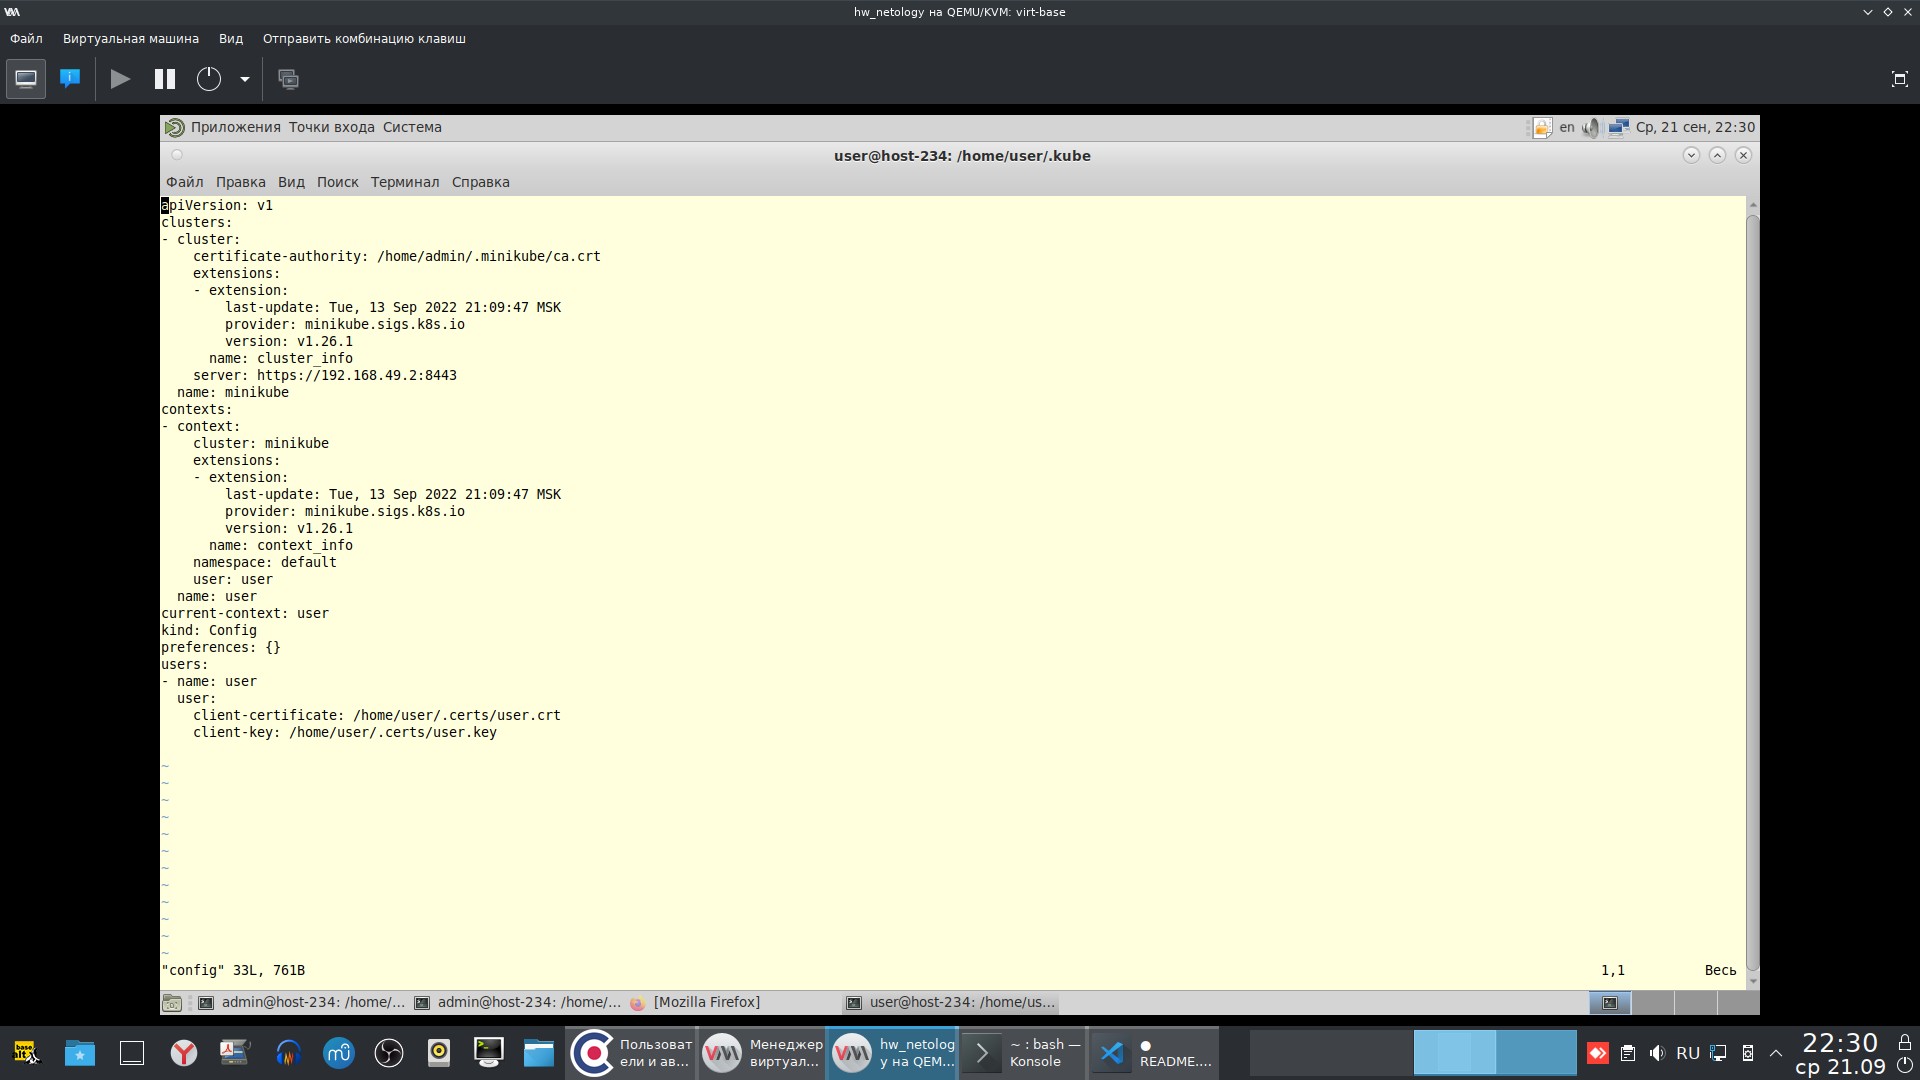 hw_netology на QEMU/KVM: virt-base
Файл Виртуальная машина Вид Отправить комбинацию клавиш
Приложения Точки входа Система
en Ср, 21 сен, 22:30
user@host-234: /home/user/.kube
Файл Правка Вид Поиск Терминал Справка
apiVersion: v1
clusters:
- cluster:
    certificate-authority: /home/admin/.minikube/ca.crt
    extensions:
    - extension:
        last-update: Tue, 13 Sep 2022 21:09:47 MSK
        provider: minikube.sigs.k8s.io
        version: v1.26.1
      name: cluster_info
    server: https://192.168.49.2:8443
  name: minikube
contexts:
- context:
    cluster: minikube
    extensions:
    - extension:
        last-update: Tue, 13 Sep 2022 21:09:47 MSK
        provider: minikube.sigs.k8s.io
        version: v1.26.1
      name: context_info
    namespace: default
    user: user
  name: user
current-context: user
kind: Config
preferences: {}
users:
- name: user
  user:
    client-certificate: /home/user/.certs/user.crt
    client-key: /home/user/.certs/user.key
~
~
~
~
~
~
~
~
~
~
~
~
"config" 33L, 761B 1,1 Весь
admin@host-234: /home/... admin@host-234: /home/... [Mozilla Firefox] user@host-234: /home/us...
Пользоват
ели и ав...
Менеджер
виртуал...
hw_netolog
у на QEM...
~ : bash —
Konsole
●
README....
RU
22:30
ср 21.09